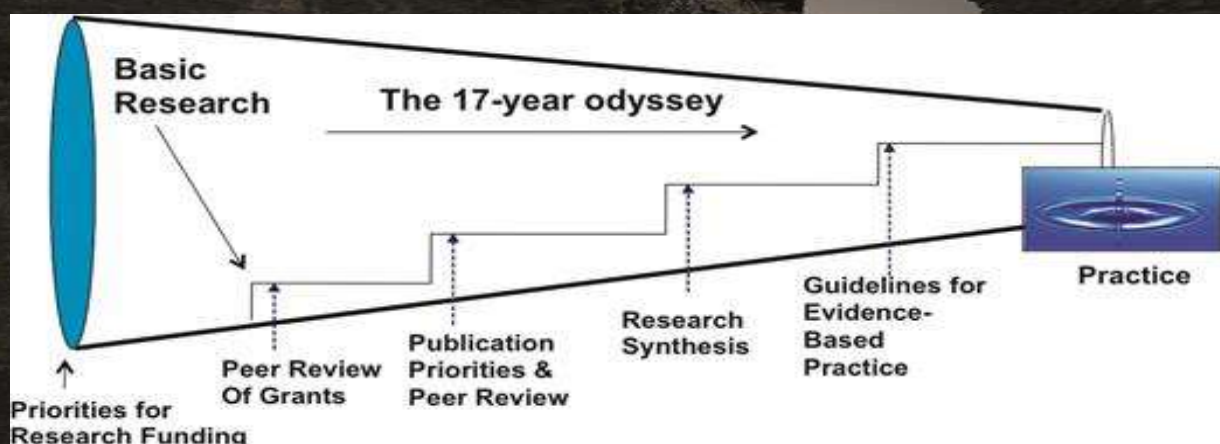 Basic
Research
The 17-year odyssey
Practice
Guidelines for
Evidence-
Based
Practice
Research
Synthesis
Publication
Priorities &
Peer Review
Peer Review
Of Grants
Priorities for
Research Funding